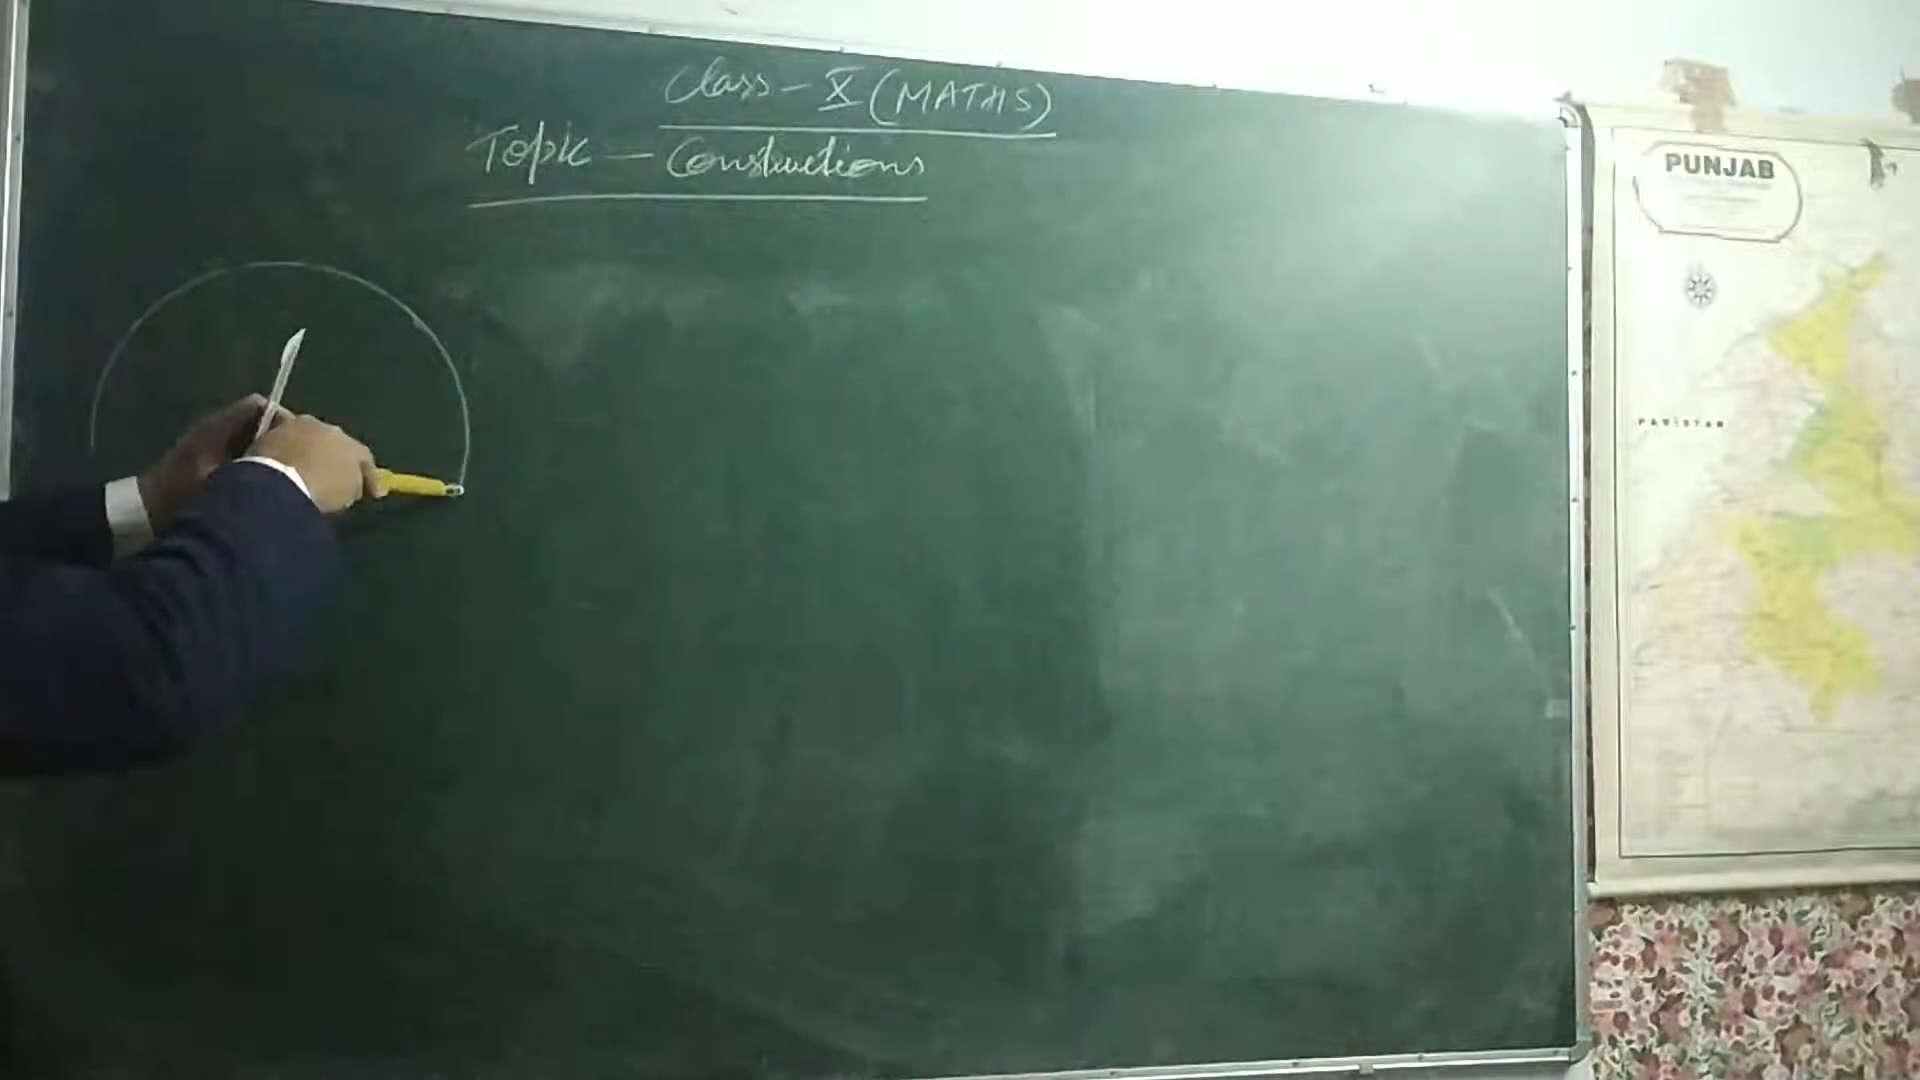 Class - X (MATHS)
Topic - Constructions
PUNJAB
PAKISTAN